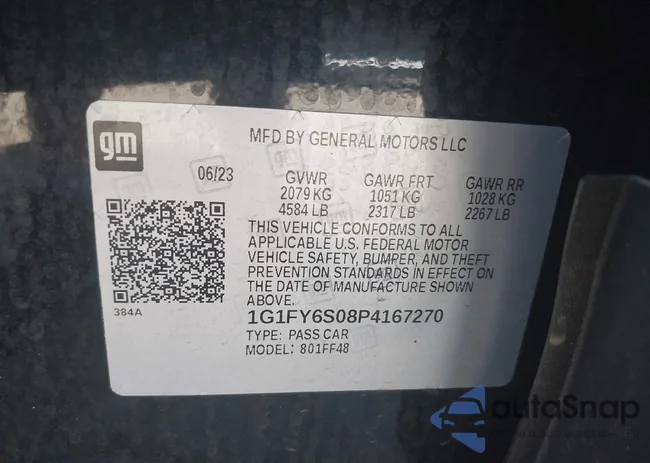 gm
MFD BY GENERAL MOTORS LLC
06/23 GVWR GAWR FRT GAWR RR
2079 KG 1051 KG 1028 KG
4584 LB 2317 LB 2267 LB
THIS VEHICLE CONFORMS TO ALL
APPLICABLE U.S. FEDERAL MOTOR
VEHICLE SAFETY, BUMPER, AND THEFT
PREVENTION STANDARDS IN EFFECT ON
THE DATE OF MANUFACTURE SHOWN
ABOVE.
384A
1G1FY6S08P4167270
TYPE: PASS CAR
MODEL: 801FF48
autoSnap